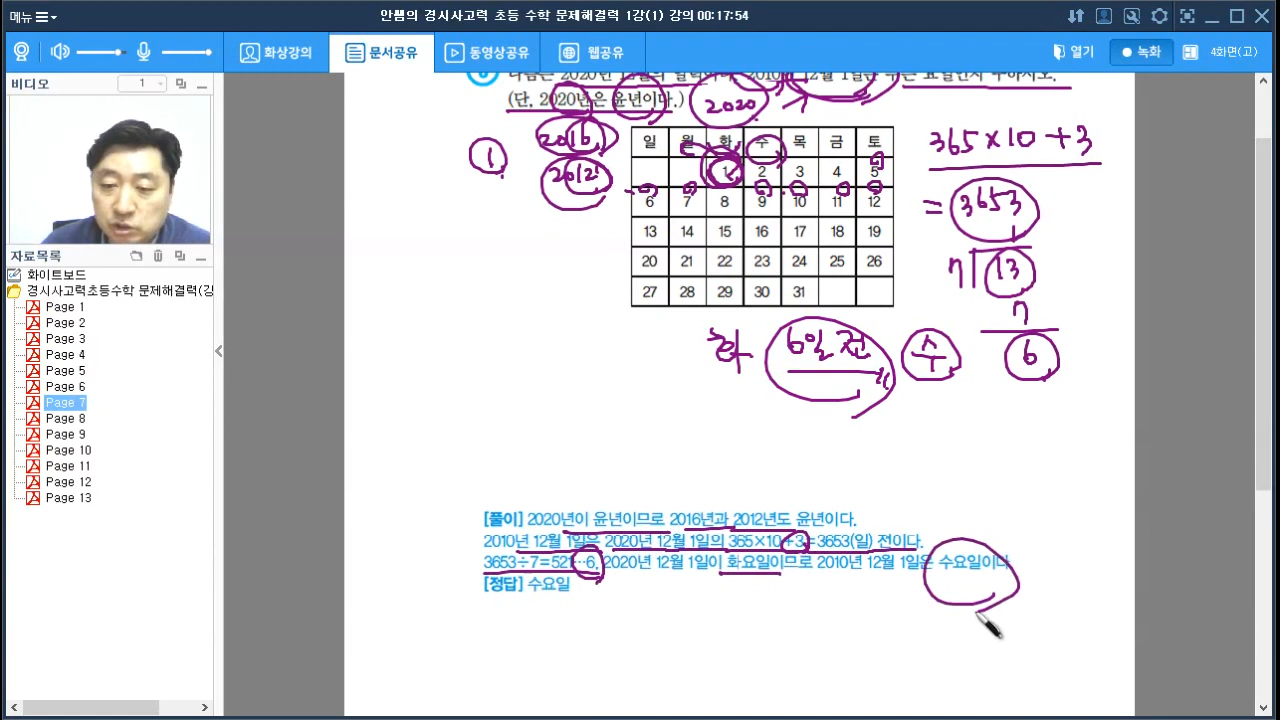 메뉴
안쌤의 경시사고력 초등 수학 문제해결력 1강(1) 강의 00:17:54
화상강의
문서공유
동영상공유
웹공유
열기
녹화
4화면(고)
비디오
1
자료목록
화이트보드
경시사고력초등수학 문제해결력(강
Page 1
Page 2
Page 3
Page 4
Page 5
Page 6
Page 7
Page 8
Page 9
Page 10
Page 11
Page 12
Page 13
(단, 2020년은 윤년이다.)
2020
2016
2012
1
일 월 화 수 목 금 토
1 2 3 4 5
6 7 8 9 10 11 12
13 14 15 16 17 18 19
20 21 22 23 24 25 26
27 28 29 30 31
365×10+3
=3653
7 13
7
6
화 6일 전 수
[풀이] 2020년이 윤년이므로 2016년과 2012년도 윤년이다.
2010년 12월 1일은 2020년 12월 1일의 365×10+3=3653(일) 전이다.
3653÷7=521…6, 2020년 12월 1일이 화요일이므로 2010년 12월 1일은 수요일이다.
[정답] 수요일